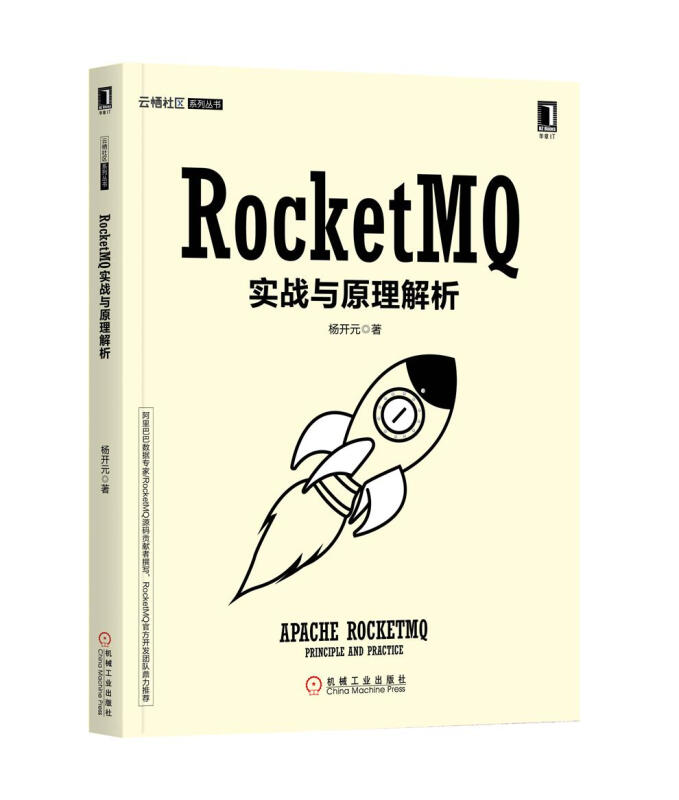 云栖社区 系列丛书
HZ BOOKS
华章IT
RocketMQ
实战与原理解析
杨开元◎著
阿里巴巴数据专家/RocketMQ源码贡献者撰写,RocketMQ官方开发团队鼎力推荐
APACHE ROCKETMQ
PRINCIPLE AND PRACTICE
机械工业出版社
China Machine Press
华章IT
云栖社区 系列丛书
RocketMQ实战与原理解析
杨开元◎著
机械工业出版社
China Machine Press